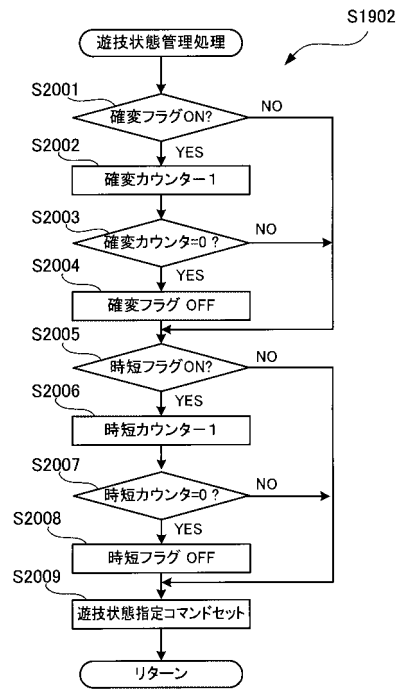 S1902
遊技状態管理処理
S2001
確変フラグON?
NO
YES
S2002
確変カウンター1
S2003
確変カウンタ=0？
NO
YES
S2004
確変フラグ OFF
S2005
時短フラグON?
NO
YES
S2006
時短カウンター1
S2007
時短カウンタ=0？
NO
YES
S2008
時短フラグ OFF
S2009
遊技状態指定コマンドセット
リターン